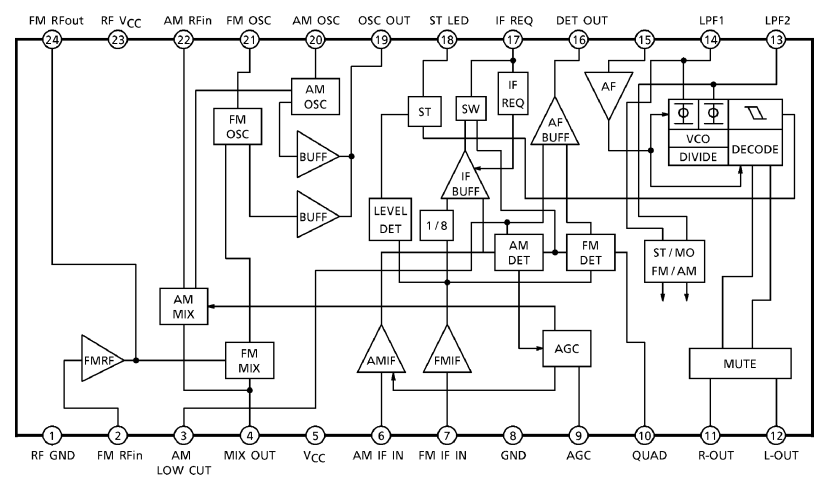 FM RFout RF VCC AM RFin FM OSC AM OSC OSC OUT ST LED IF REQ DET OUT LPF1 LPF2
24 23 22 21 20 19 18 17 16 15 14 13
AM
OSC
FM
OSC
BUFF
BUFF
ST
SW
IF
REQ
AF
BUFF
AF
VCO
DIVIDE
DECODE
IF
BUFF
LEVEL
DET
1/8
AM
DET
FM
DET
ST/MO
FM/AM
AM
MIX
FMRF
FM
MIX
AMIF
FMIF
AGC
MUTE
1 2 3 4 5 6 7 8 9 10 11 12
RF GND FM RFin AM
LOW CUT MIX OUT VCC AM IF IN FM IF IN GND AGC QUAD R-OUT L-OUT